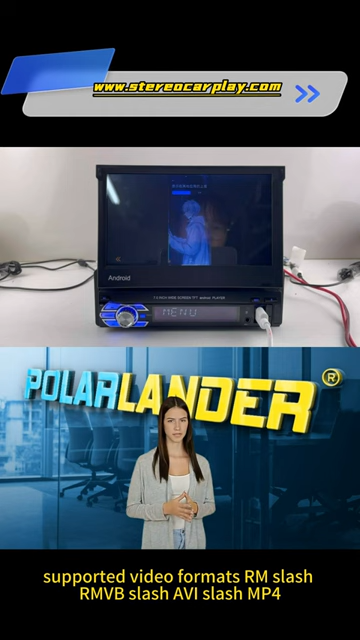 www.stereocarplay.com
Android
MENU
POLARLANDER®
supported video formats RM slash
RMVB slash AVI slash MP4